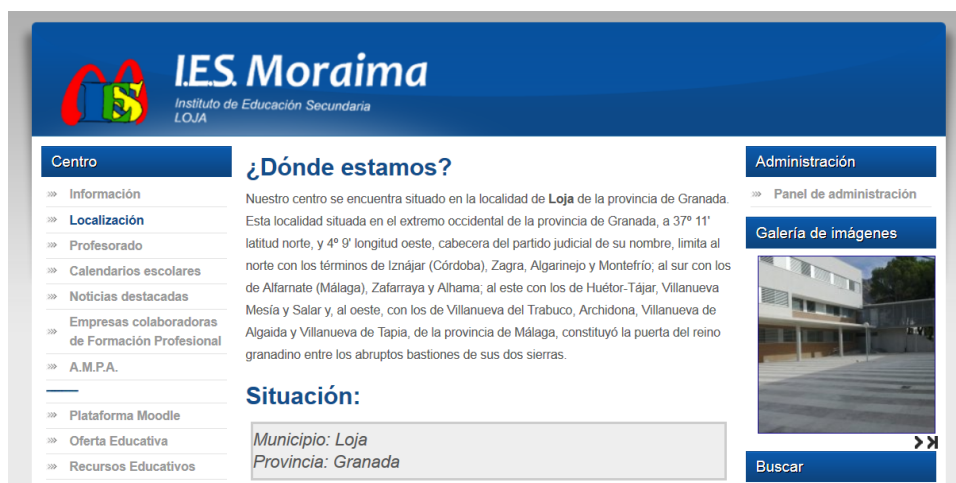 I.E.S. Moraima
Instituto de Educación Secundaria
LOJA
IES
Centro
Información
Localización
Profesorado
Calendarios escolares
Noticias destacadas
Empresas colaboradoras
de Formación Profesional
A.M.P.A.
Plataforma Moodle
Oferta Educativa
Recursos Educativos
¿Dónde estamos?
Nuestro centro se encuentra situado en la localidad de Loja de la provincia de Granada.
Esta localidad situada en el extremo occidental de la provincia de Granada, a 37º 11'
latitud norte, y 4º 9' longitud oeste, cabecera del partido judicial de su nombre, limita al
norte con los términos de Iznájar (Córdoba), Zagra, Algarinejo y Montefrío; al sur con los
de Alfarnate (Málaga), Zafarraya y Alhama; al este con los de Huétor-Tájar, Villanueva
Mesía y Salar y, al oeste, con los de Villanueva del Trabuco, Archidona, Villanueva de
Algaida y Villanueva de Tapia, de la provincia de Málaga, constituyó la puerta del reino
granadino entre los abruptos bastiones de sus dos sierras.
Situación:
Municipio: Loja
Provincia: Granada
Administración
Panel de administración
Galería de imágenes
Buscar